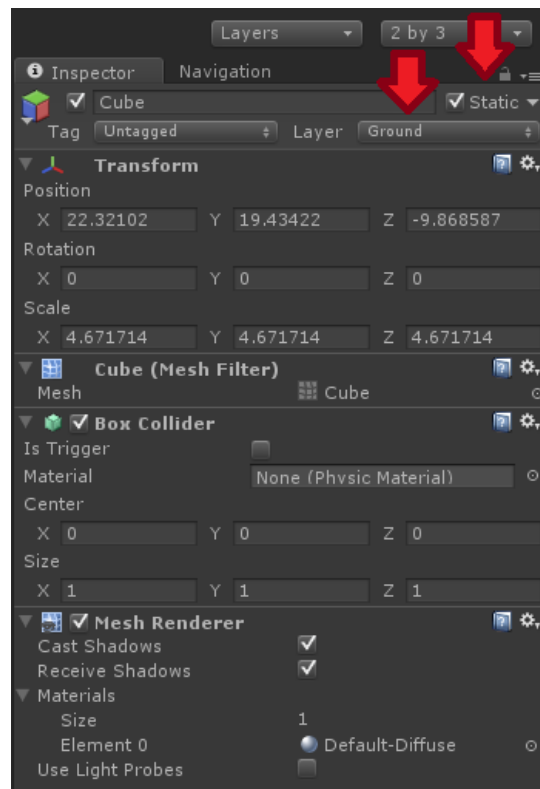 Layers 2 by 3
Inspector Navigation
Cube Static
Tag Untagged Layer Ground
Transform
Position
X 22.32102 Y 19.43422 Z -9.868587
Rotation
X 0 Y 0 Z 0
Scale
X 4.671714 Y 4.671714 Z 4.671714
Cube (Mesh Filter)
Mesh Cube
Box Collider
Is Trigger
Material None (Physic Material)
Center
X 0 Y 0 Z 0
Size
X 1 Y 1 Z 1
Mesh Renderer
Cast Shadows
Receive Shadows
Materials
Size 1
Element 0 Default-Diffuse
Use Light Probes